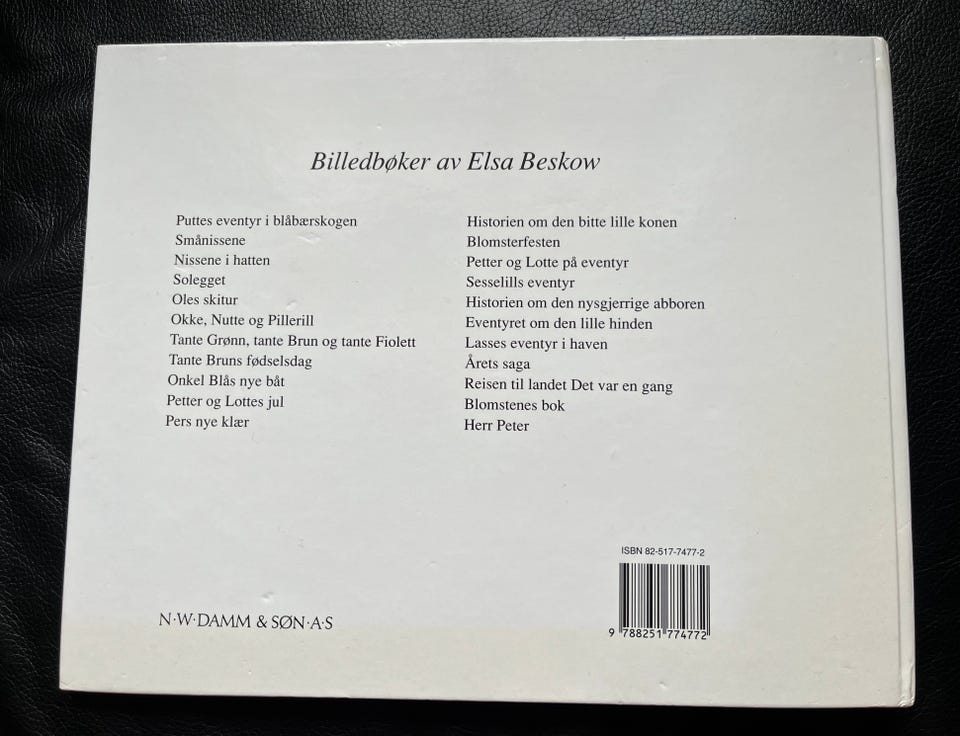 Billedbøker av Elsa Beskow
Puttes eventyr i blåbærskogen
Smånissene
Nissene i hatten
Solegget
Oles skitur
Okke, Nutte og Pillerill
Tante Grønn, tante Brun og tante Fiolett
Tante Bruns fødselsdag
Onkel Blås nye båt
Petter og Lottes jul
Pers nye klær
Historien om den bitte lille konen
Blomsterfesten
Petter og Lotte på eventyr
Sesselills eventyr
Historien om den nysgjerrige abboren
Eventyret om den lille hinden
Lasses eventyr i haven
Årets saga
Reisen til landet Det var en gang
Blomstenes bok
Herr Peter
ISBN 82-517-7477-2
9 788251 774772
N·W·DAMM & SØN·A·S